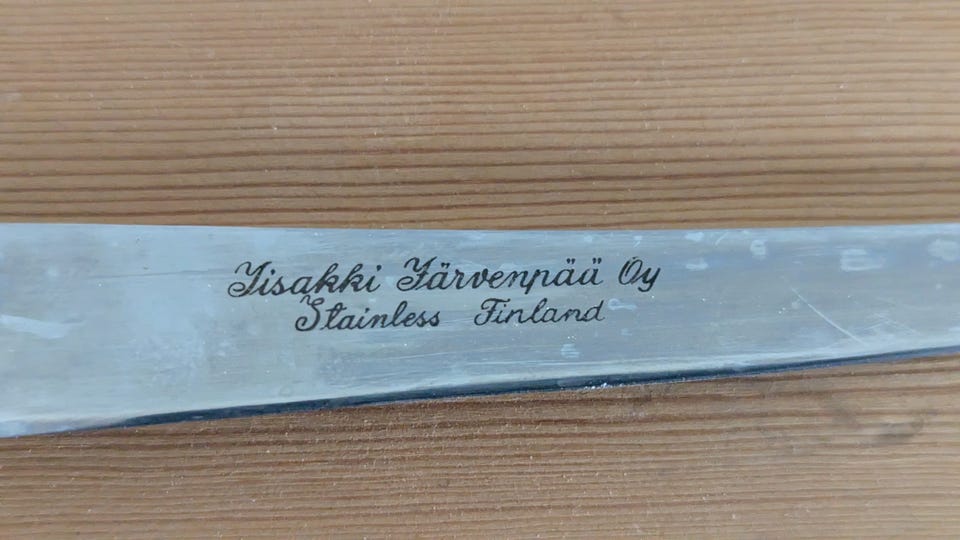 Iisakki Järvenpää Oy
Stainless Finland